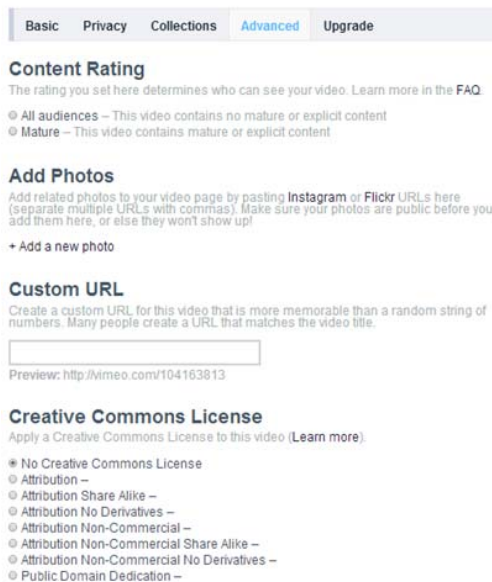 Basic Privacy Collections Advanced Upgrade
Content Rating
The rating you set here determines who can see your video. Learn more in the FAQ.
All audiences – This video contains no mature or explicit content
Mature – This video contains mature or explicit content
Add Photos
Add related photos to your video page by pasting Instagram or Flickr URLs here
(separate multiple URLs with commas). Make sure your photos are public before you
add them here, or else they won't show up!
+ Add a new photo
Custom URL
Create a custom URL for this video that is more memorable than a random string of
numbers. Many people create a URL that matches the video title.
Preview: http://vimeo.com/104163813
Creative Commons License
Apply a Creative Commons License to this video (Learn more).
No Creative Commons License
Attribution –
Attribution Share Alike –
Attribution No Derivatives –
Attribution Non-Commercial –
Attribution Non-Commercial Share Alike –
Attribution Non-Commercial No Derivatives –
Public Domain Dedication –